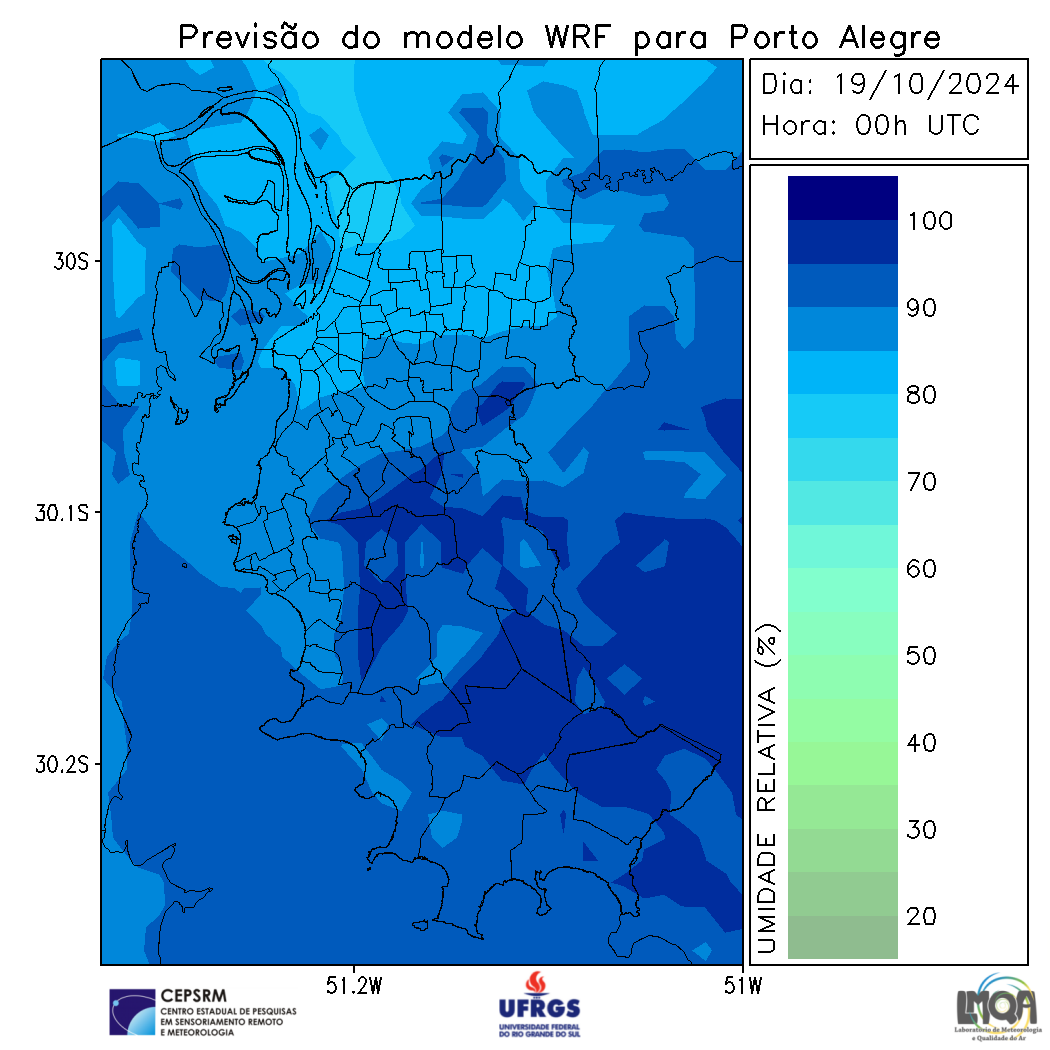 Previsão do modelo WRF para Porto Alegre
Dia: 19/10/2024
Hora: 00h UTC
30S
30.1S
30.2S
51.2W
51W
UMIDADE RELATIVA (%)
100
90
80
70
60
50
40
30
20
CEPSRM
CENTRO ESTADUAL DE PESQUISAS
EM SENSORIAMENTO REMOTO
E METEOROLOGIA
UFRGS
UNIVERSIDADE FEDERAL
DO RIO GRANDE DO SUL
LMQA
Laboratório de Meteorologia
e Qualidade do Ar